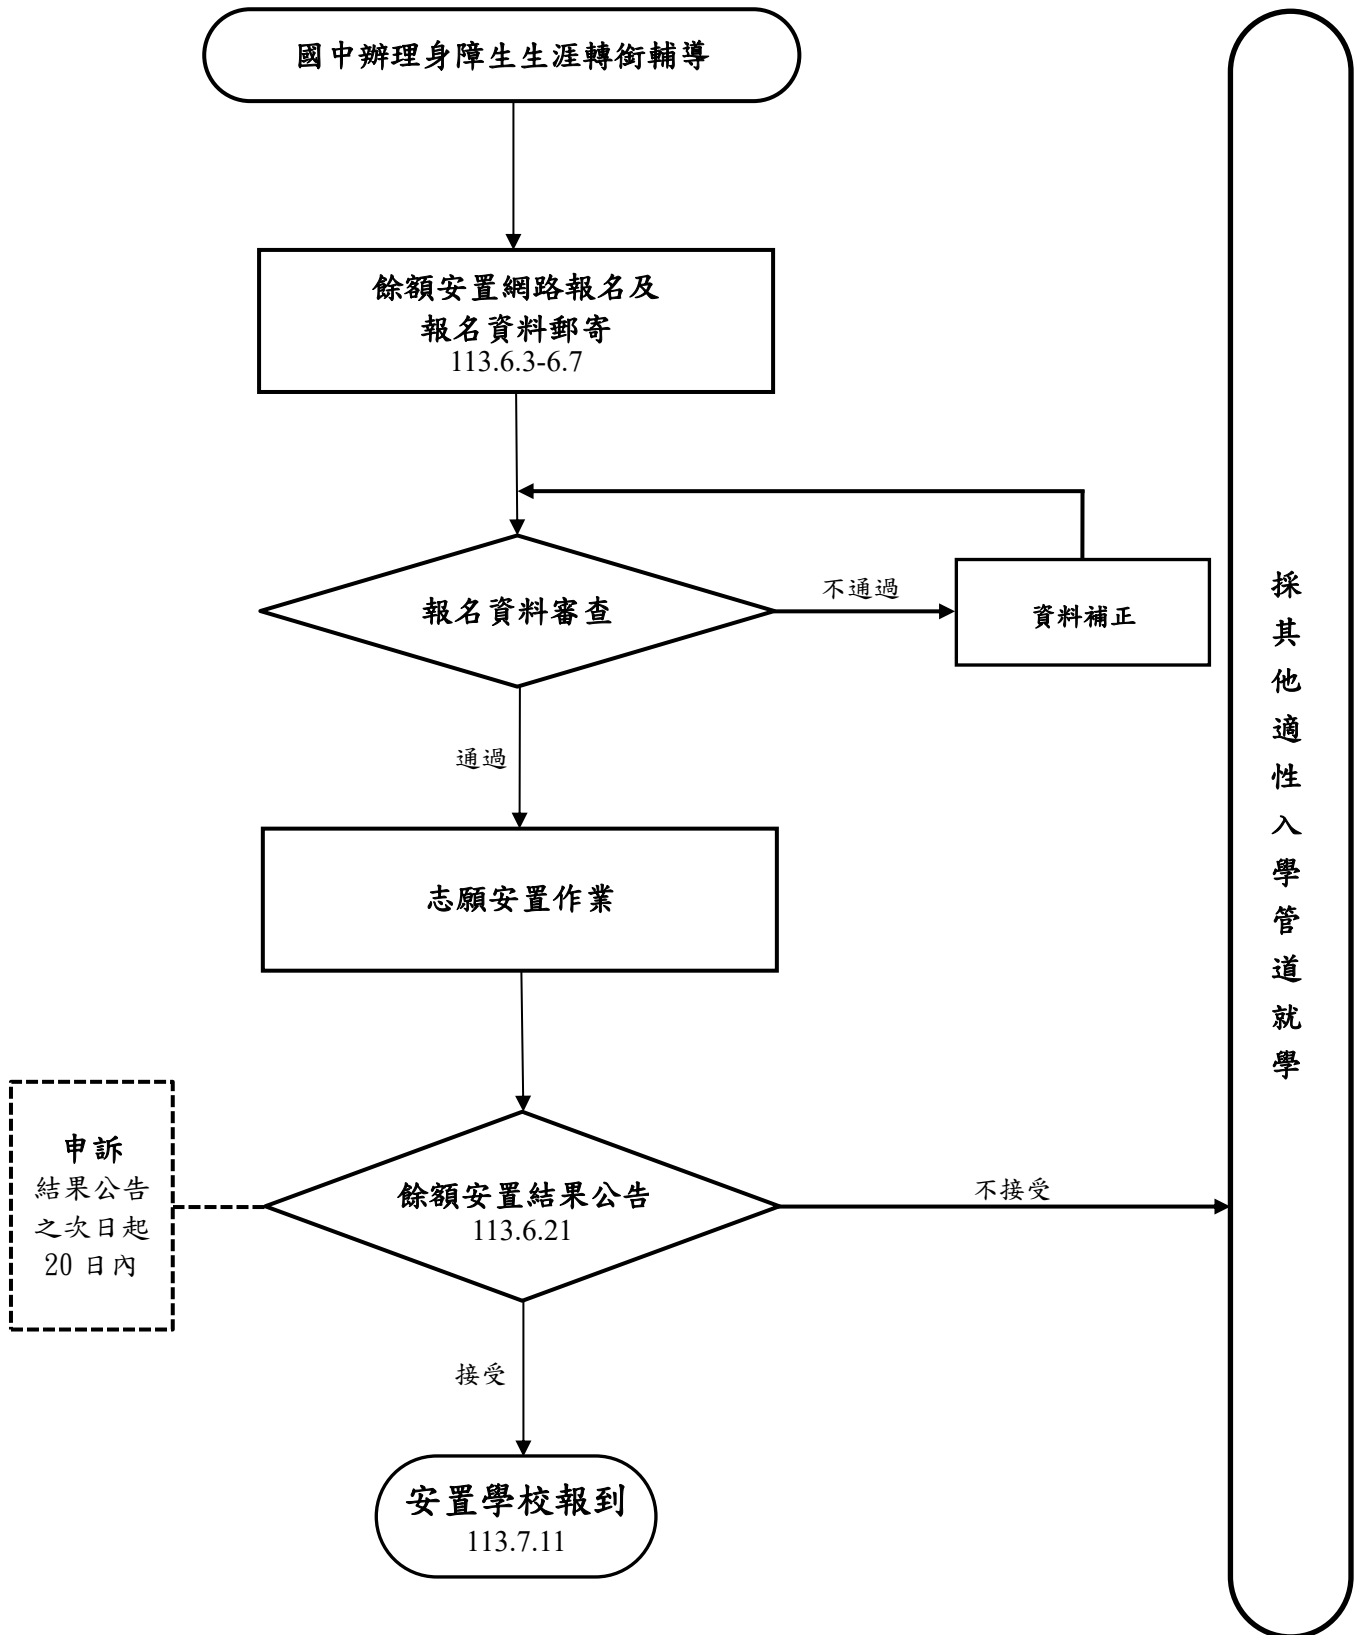 國中辦理身障生生涯轉銜輔導
餘額安置網路報名及
報名資料郵寄
113.6.3-6.7
報名資料審查
不通過
資料補正
通過
志願安置作業
申訴
結果公告
之次日起
20 日內
餘額安置結果公告
113.6.21
不接受
接受
安置學校報到
113.7.11
採
其
他
適
性
入
學
管
道
就
學